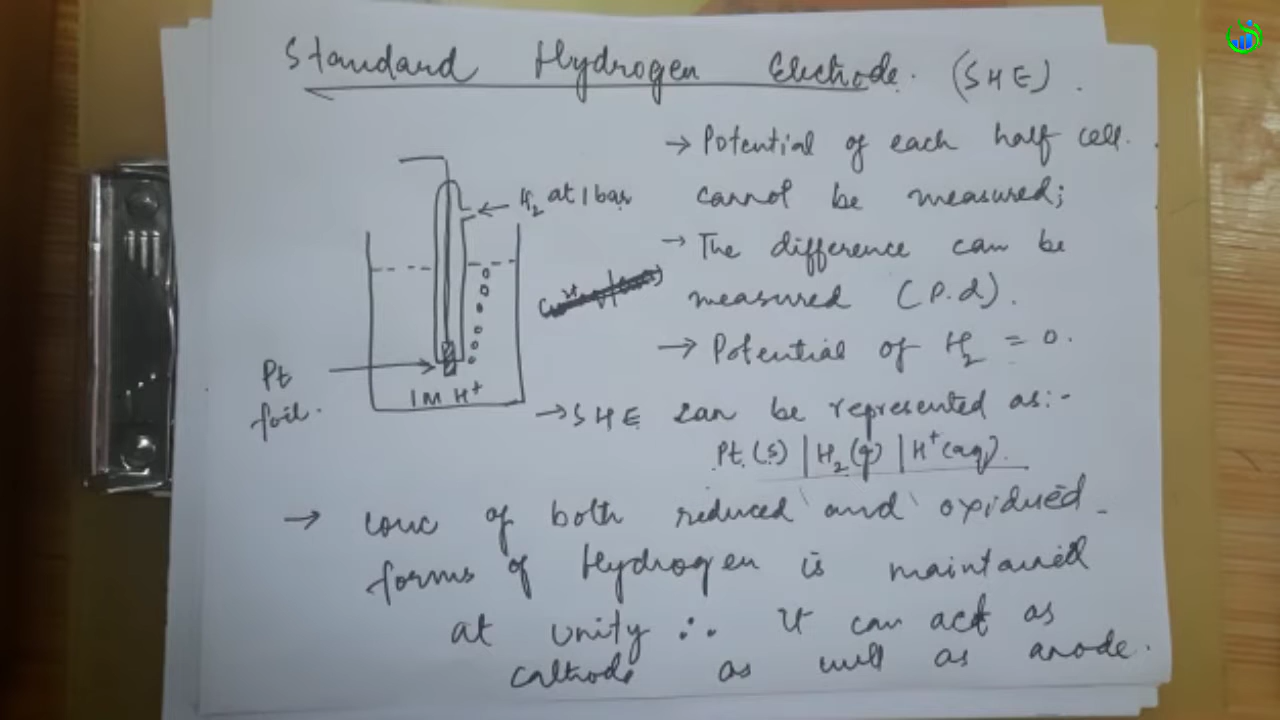 Standard Hydrogen Electrode. (SHE).
→ Potential of each half cell.
cannot be measured;
→ The difference can be
measured (P.d).
→ Potential of H₂ = 0.
H₂ at 1 bar
Pt
foil.
1M H⁺
→ SHE can be represented as:-
Pt(s) | H₂(g) | H⁺(aq).
→ conc of both reduced and oxidued
forms of Hydrogen is maintained
at unity ∴ It can act as
cathode as well as anode.